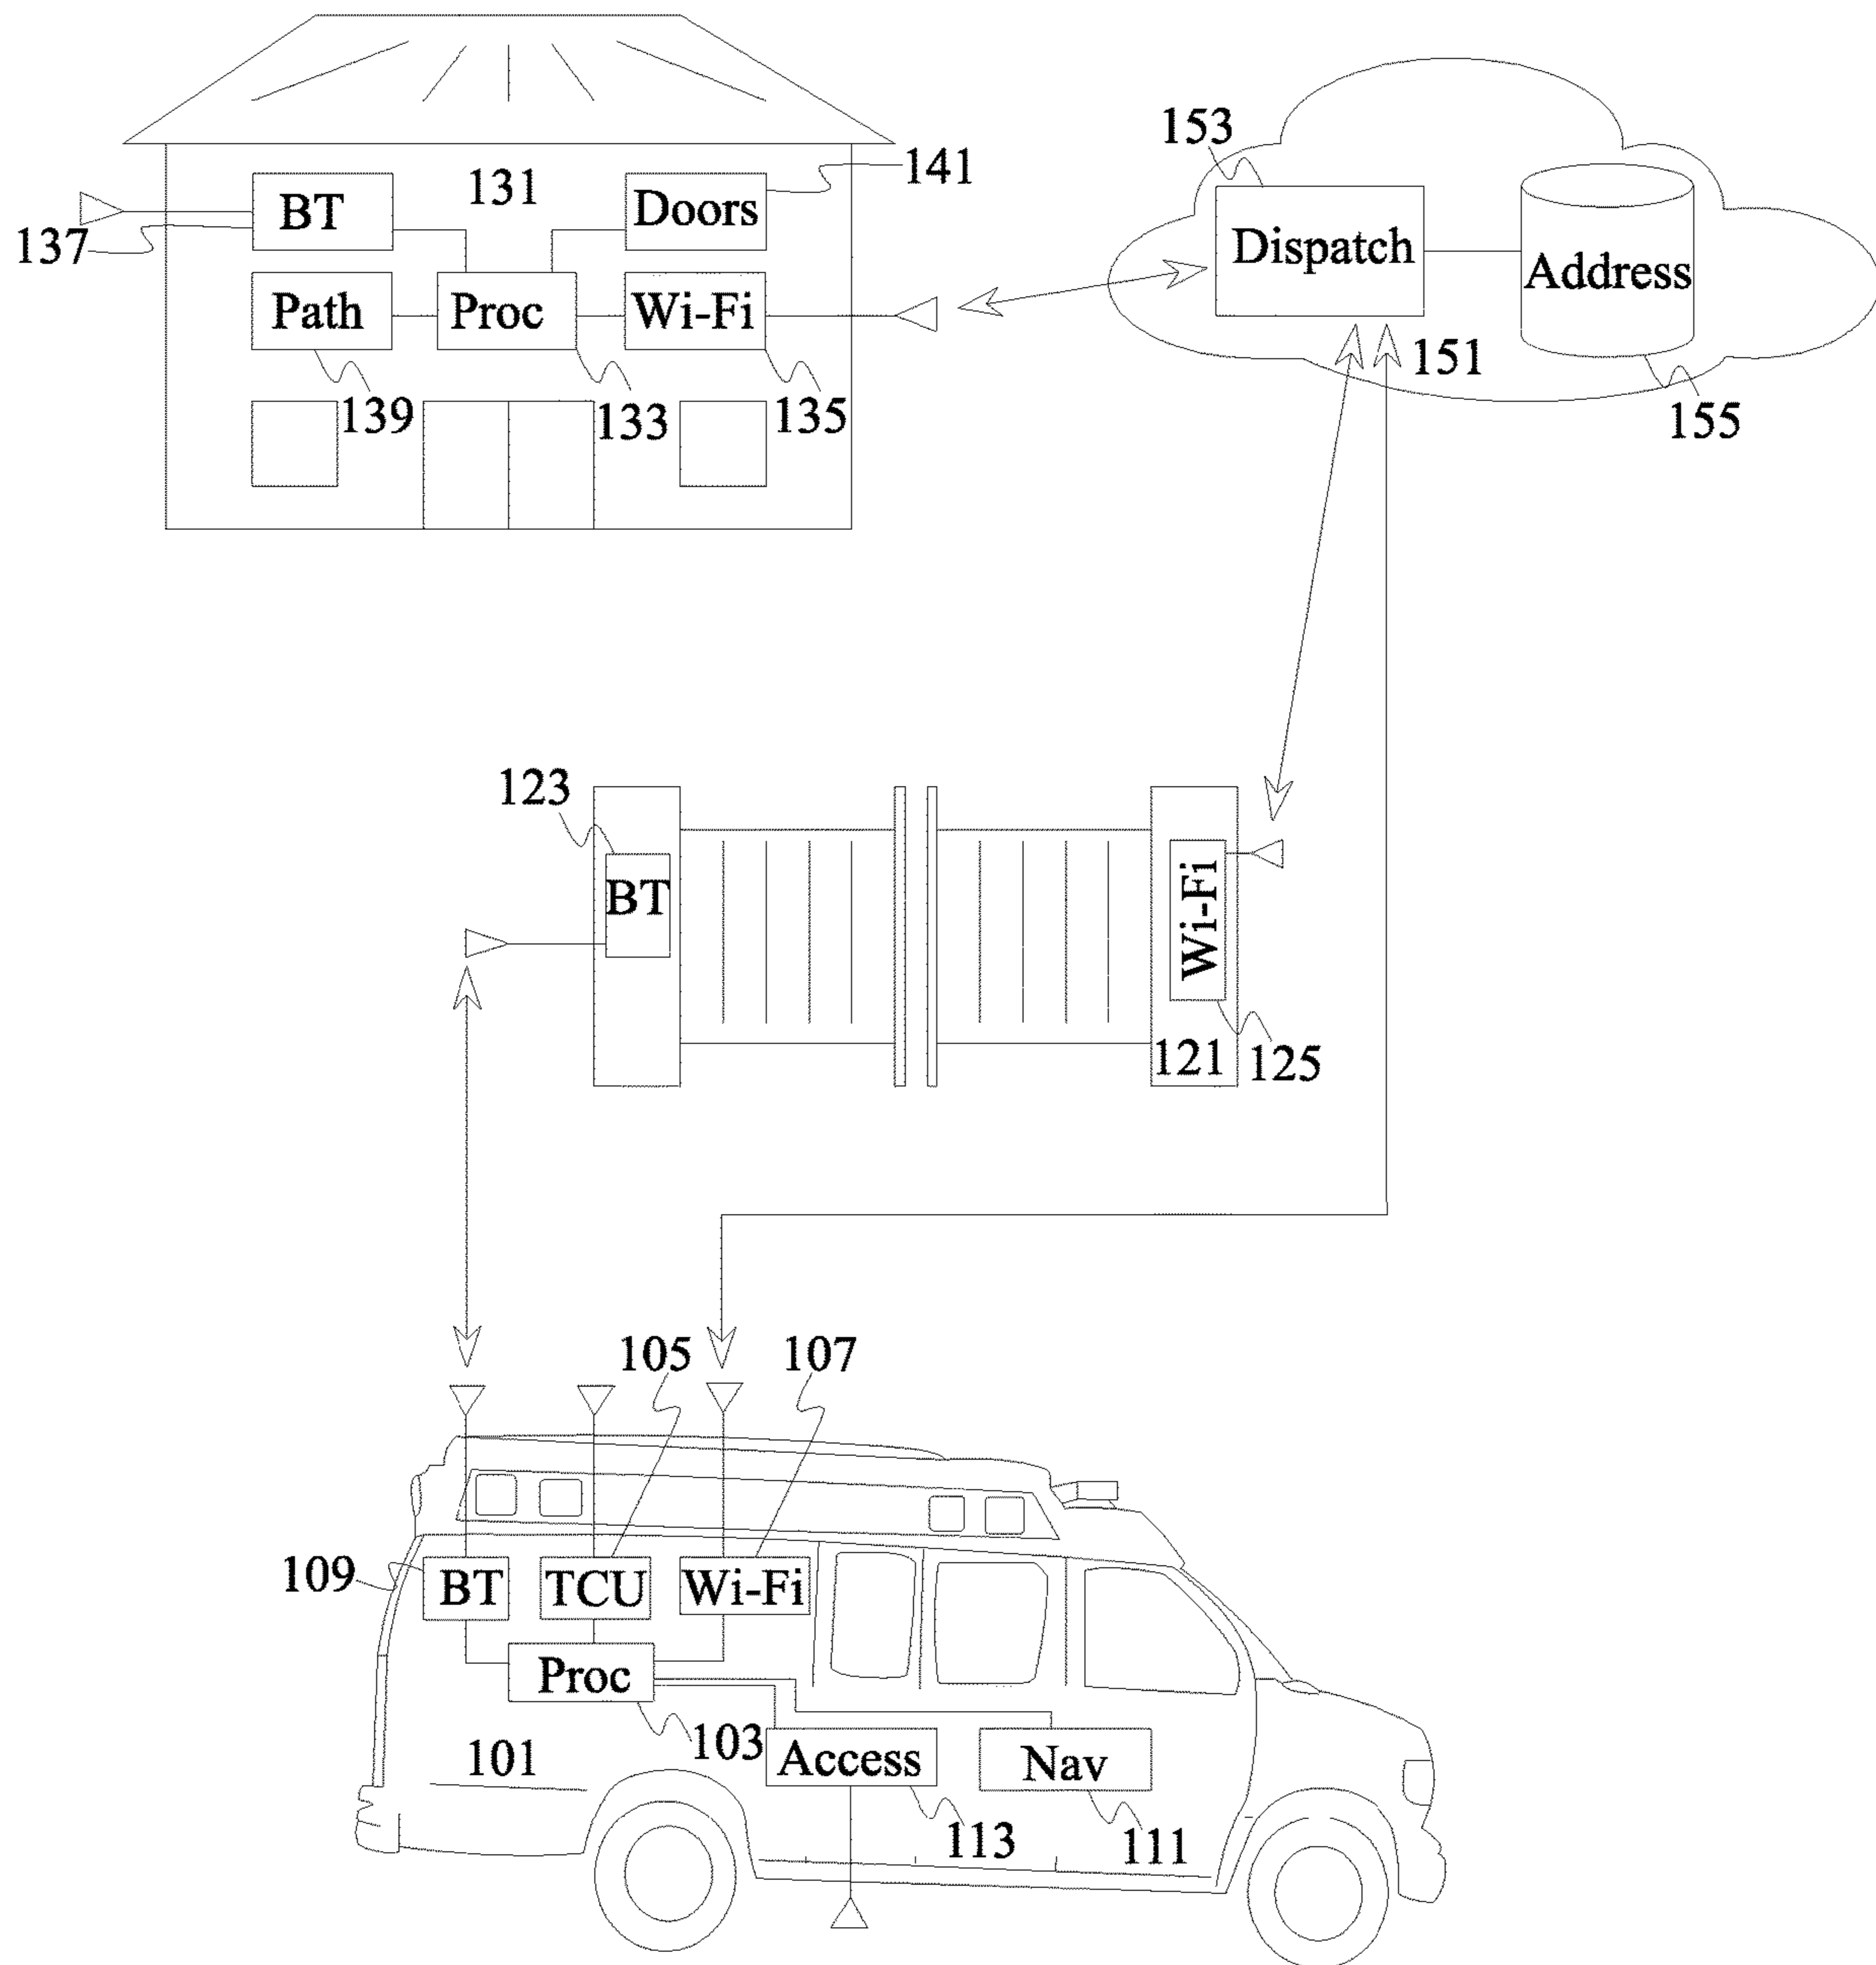 153
131
141
BT
Doors
137
Dispatch
Address
Path
Proc
Wi-Fi
151
139
133
135
155
123
BT
Wi-Fi
121
125
105
107
109
BT
TCU
Wi-Fi
Proc
103
101
Access
Nav
113
111